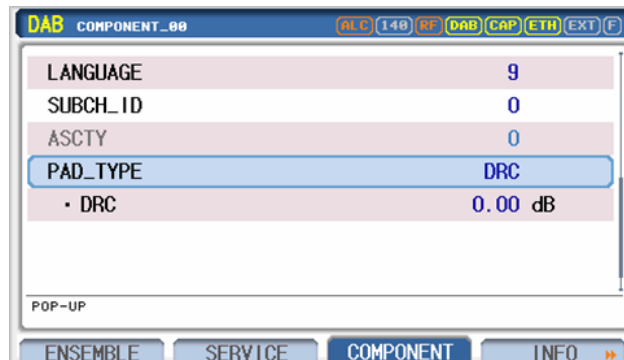 DAB COMPONENT_00 ALC 140 RF DAB CAP ETH EXT F
LANGUAGE 9
SUBCH_ID 0
ASCTY 0
PAD_TYPE DRC
· DRC 0.00 dB
POP-UP
ENSEMBLE SERVICE COMPONENT INFO